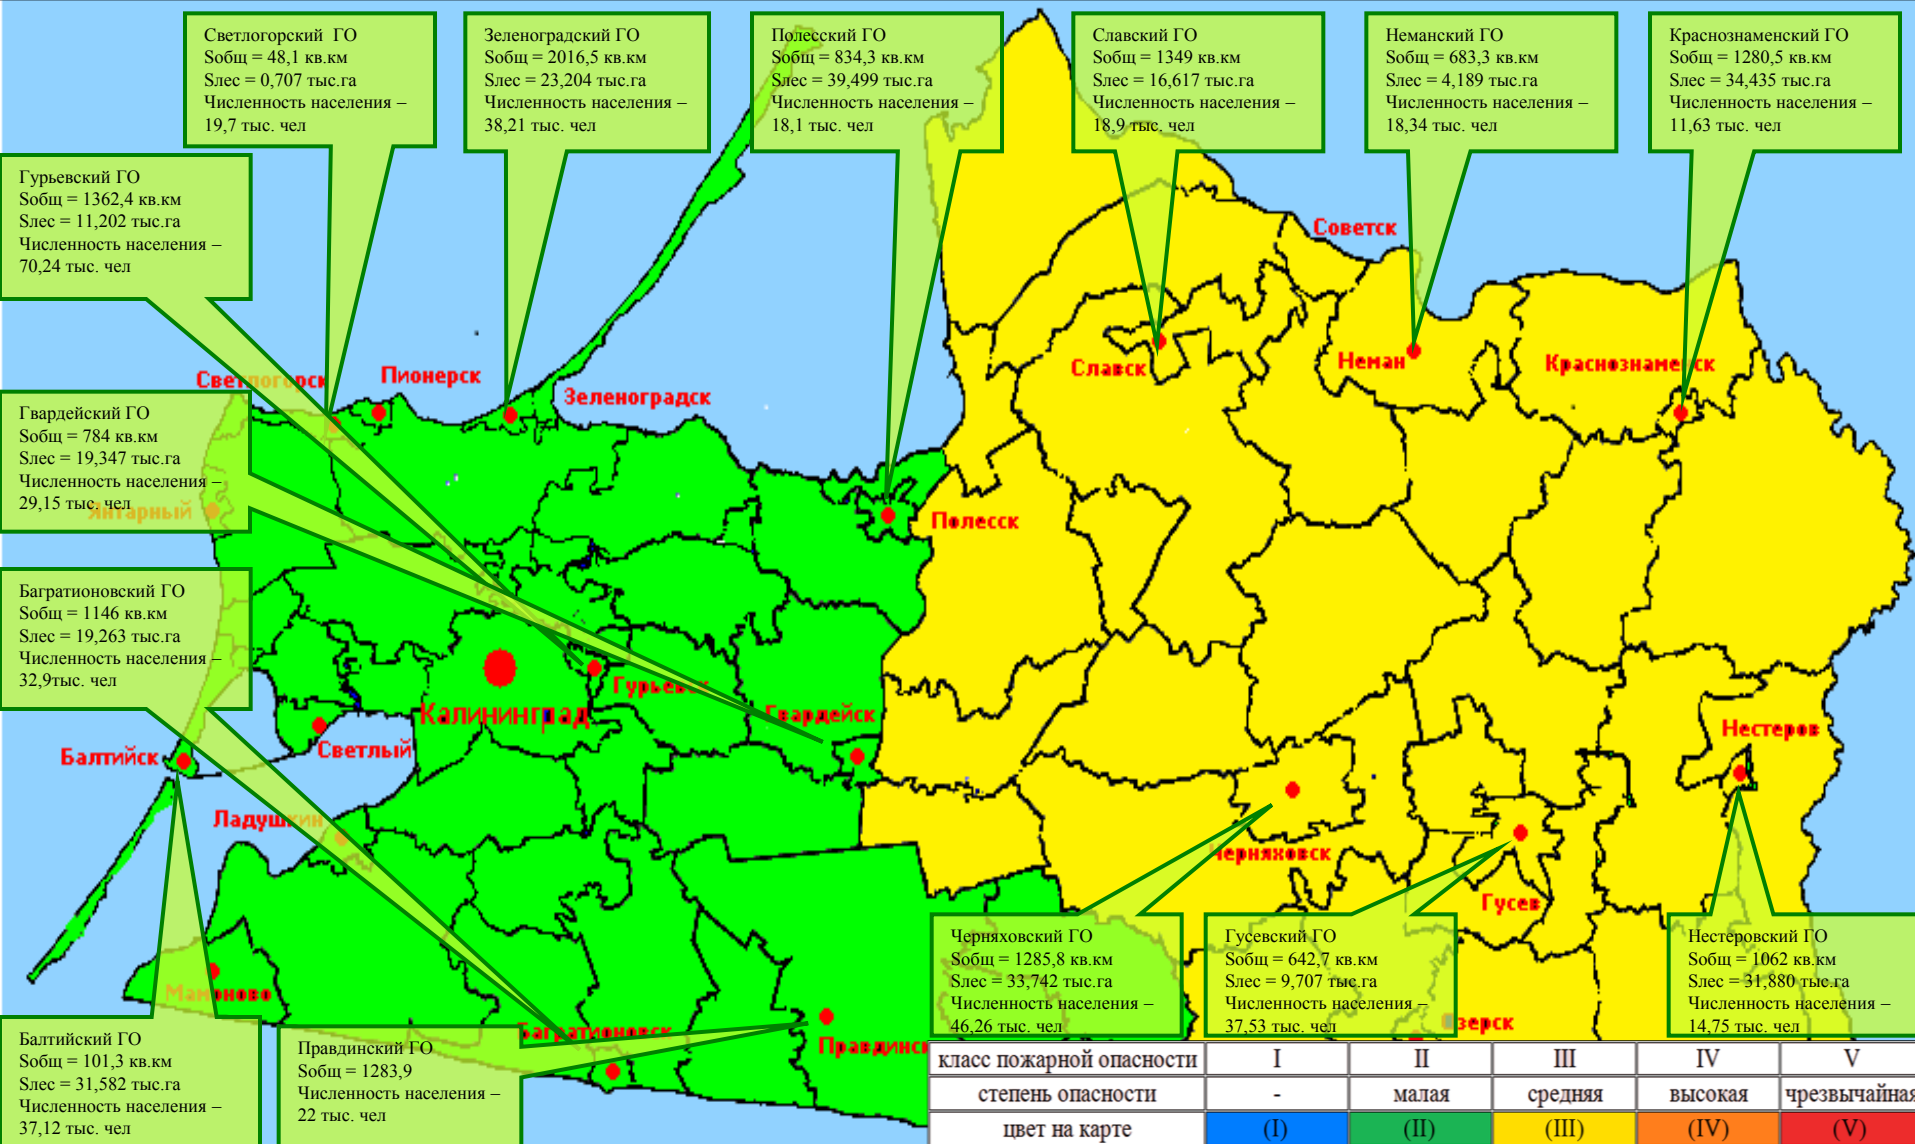 Светлогорский ГО
Sобщ = 48,1 кв.км
Sлес = 0,707 тыс.га
Численность населения –
19,7 тыс. чел
Зеленоградский ГО
Sобщ = 2016,5 кв.км
Sлес = 23,204 тыс.га
Численность населения –
38,21 тыс. чел
Полесский ГО
Sобщ = 834,3 кв.км
Sлес = 39,499 тыс.га
Численность населения –
18,1 тыс. чел
Славский ГО
Sобщ = 1349 кв.км
Sлес = 16,617 тыс.га
Численность населения –
18,9 тыс. чел
Неманский ГО
Sобщ = 683,3 кв.км
Sлес = 4,189 тыс.га
Численность населения –
18,34 тыс. чел
Краснознаменский ГО
Sобщ = 1280,5 кв.км
Sлес = 34,435 тыс.га
Численность населения –
11,63 тыс. чел
Гурьевский ГО
Sобщ = 1362,4 кв.км
Sлес = 11,202 тыс.га
Численность населения –
70,24 тыс. чел
Советск
Светлогорск
Пионерск
Зеленоградск
Славск
Неман
Краснознаменск
Гвардейский ГО
Sобщ = 784 кв.км
Sлес = 19,347 тыс.га
Численность населения –
29,15 тыс. чел
Янтарный
Полесск
Багратионовский ГО
Sобщ = 1146 кв.км
Sлес = 19,263 тыс.га
Численность населения –
32,9тыс. чел
Гурьевск
Калининград
Гвардейск
Светлый
Балтийск
Нестеров
Ладушкин
Черняховск
Гусев
Мамоново
Багратионовск
Правдинск
Озерск
Черняховский ГО
Sобщ = 1285,8 кв.км
Sлес = 33,742 тыс.га
Численность населения –
46,26 тыс. чел
Гусевский ГО
Sобщ = 642,7 кв.км
Sлес = 9,707 тыс.га
Численность населения –
37,53 тыс. чел
Нестеровский ГО
Sобщ = 1062 кв.км
Sлес = 31,880 тыс.га
Численность населения –
14,75 тыс. чел
Балтийский ГО
Sобщ = 101,3 кв.км
Sлес = 31,582 тыс.га
Численность населения –
37,12 тыс. чел
Правдинский ГО
Sобщ = 1283,9
Численность населения –
22 тыс. чел
класс пожарной опасности I II III IV V
степень опасности - малая средняя высокая чрезвычайная
цвет на карте (I) (II) (III) (IV) (V)